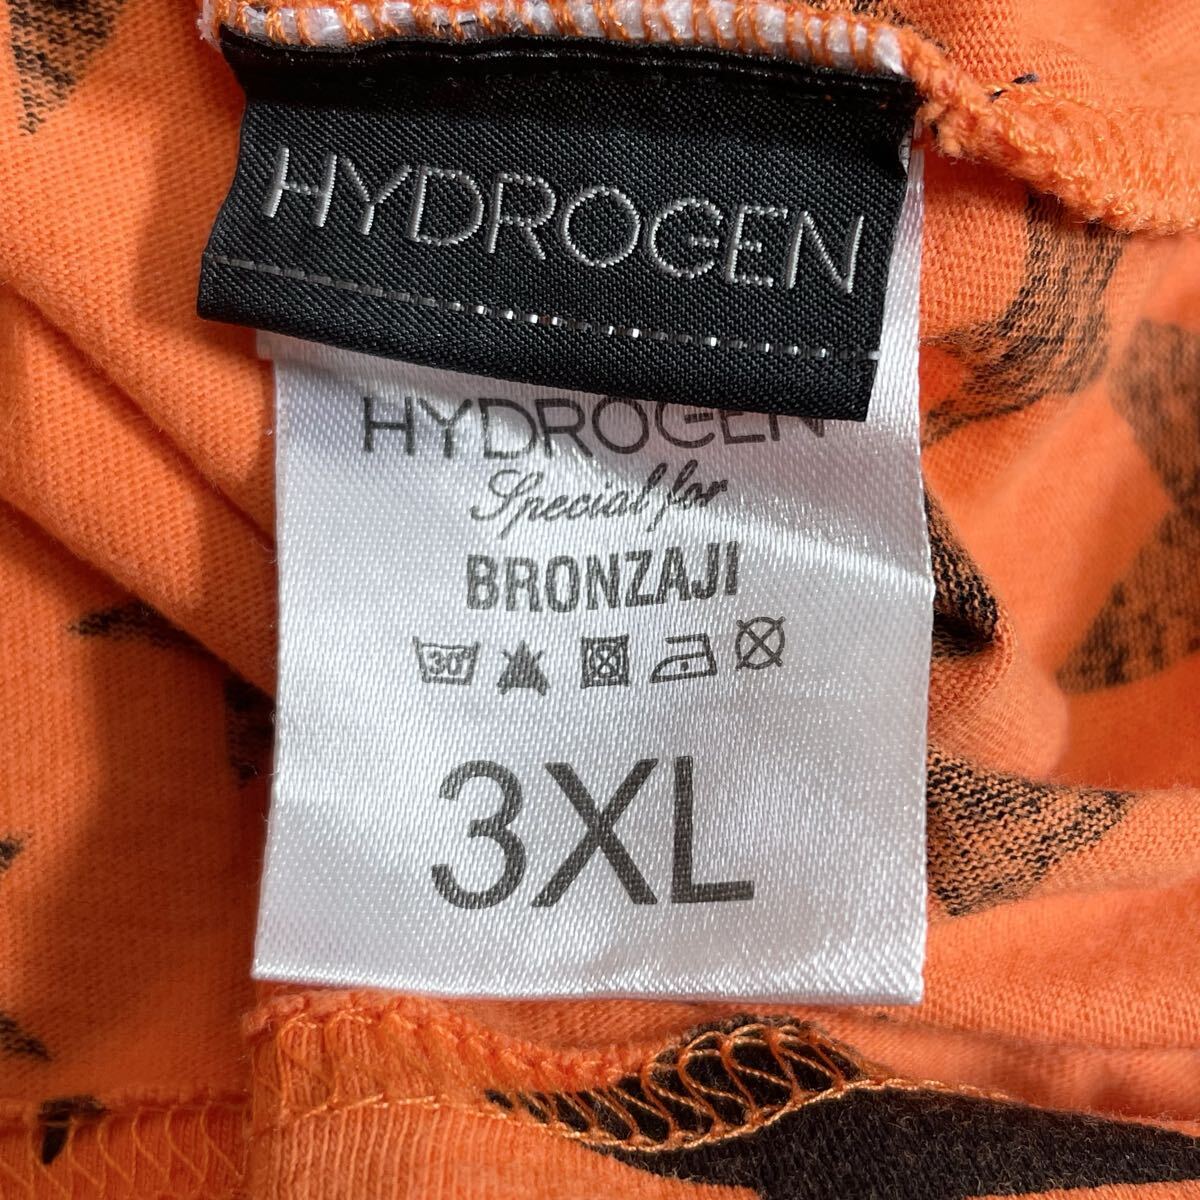 HYDROGEN
HYDROGEN
Special for
BRONZAJI
30°
3XL